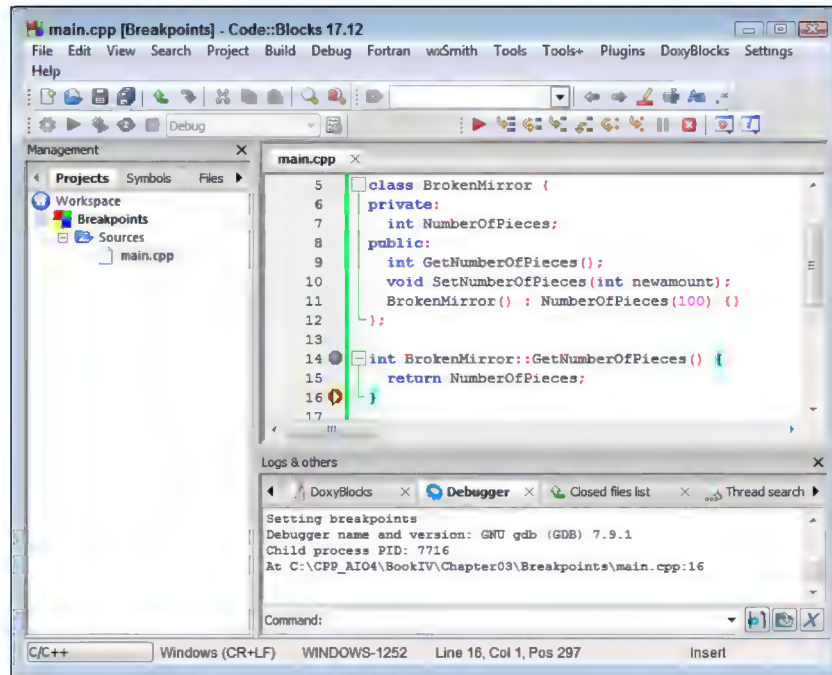 main.cpp [Breakpoints] - Code::Blocks 17.12
File Edit View Search Project Build Debug Fortran wxSmith Tools Tools+ Plugins DoxyBlocks Settings
Help
Debug
Management
Projects Symbols Files
Workspace
Breakpoints
Sources
main.cpp
main.cpp
5 class BrokenMirror {
6 private:
7 int NumberOfPieces;
8 public:
9 int GetNumberOfPieces();
10 void SetNumberOfPieces(int newamount);
11 BrokenMirror() : NumberOfPieces(100) {}
12 };
13
14 int BrokenMirror::GetNumberOfPieces() {
15 return NumberOfPieces;
16 }
17
Logs & others
DoxyBlocks Debugger Closed files list Thread search
Setting breakpoints
Debugger name and version: GNU gdb (GDB) 7.9.1
Child process PID: 7716
At C:\CPP_AIO4\BookIV\Chapter03\Breakpoints\main.cpp:16
Command:
C/C++ Windows (CR+LF) WINDOWS-1252 Line 16, Col 1, Pos 297 Insert